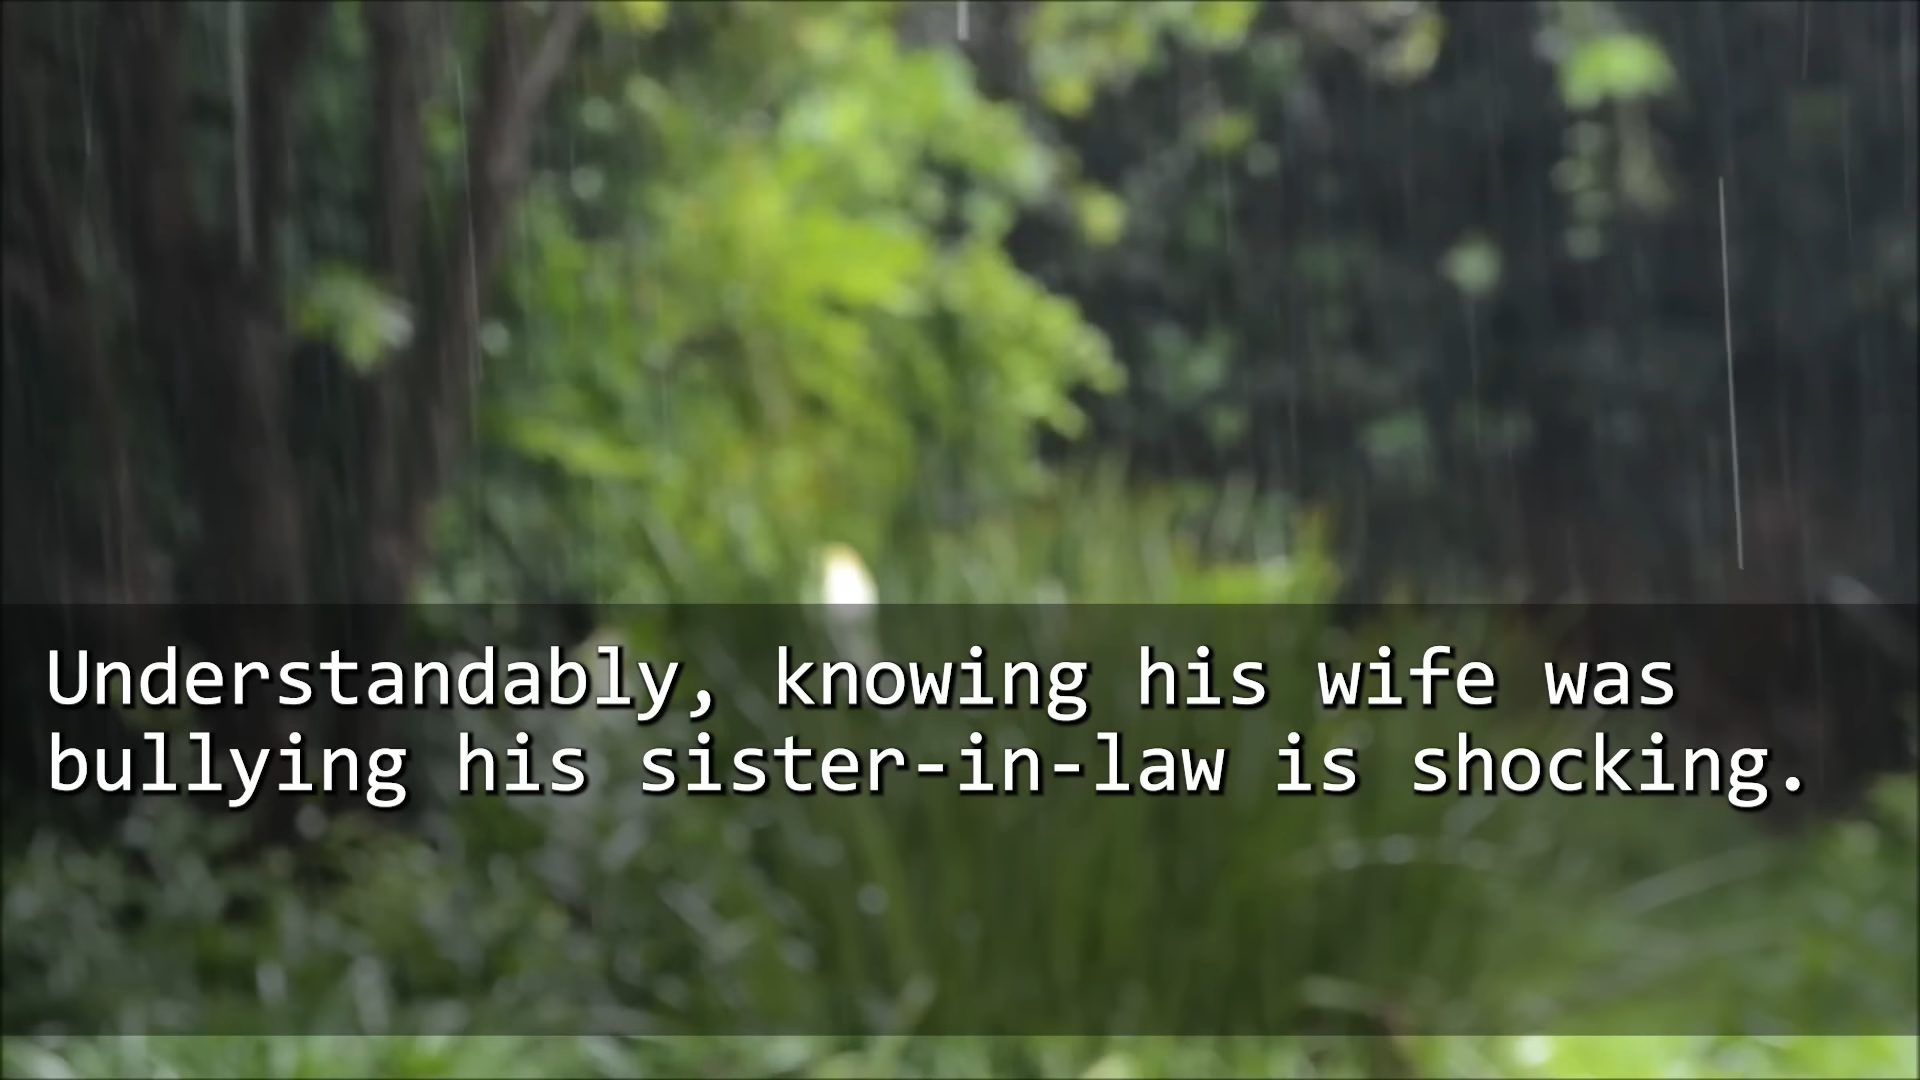 Understandably, knowing his wife was
bullying his sister-in-law is shocking.